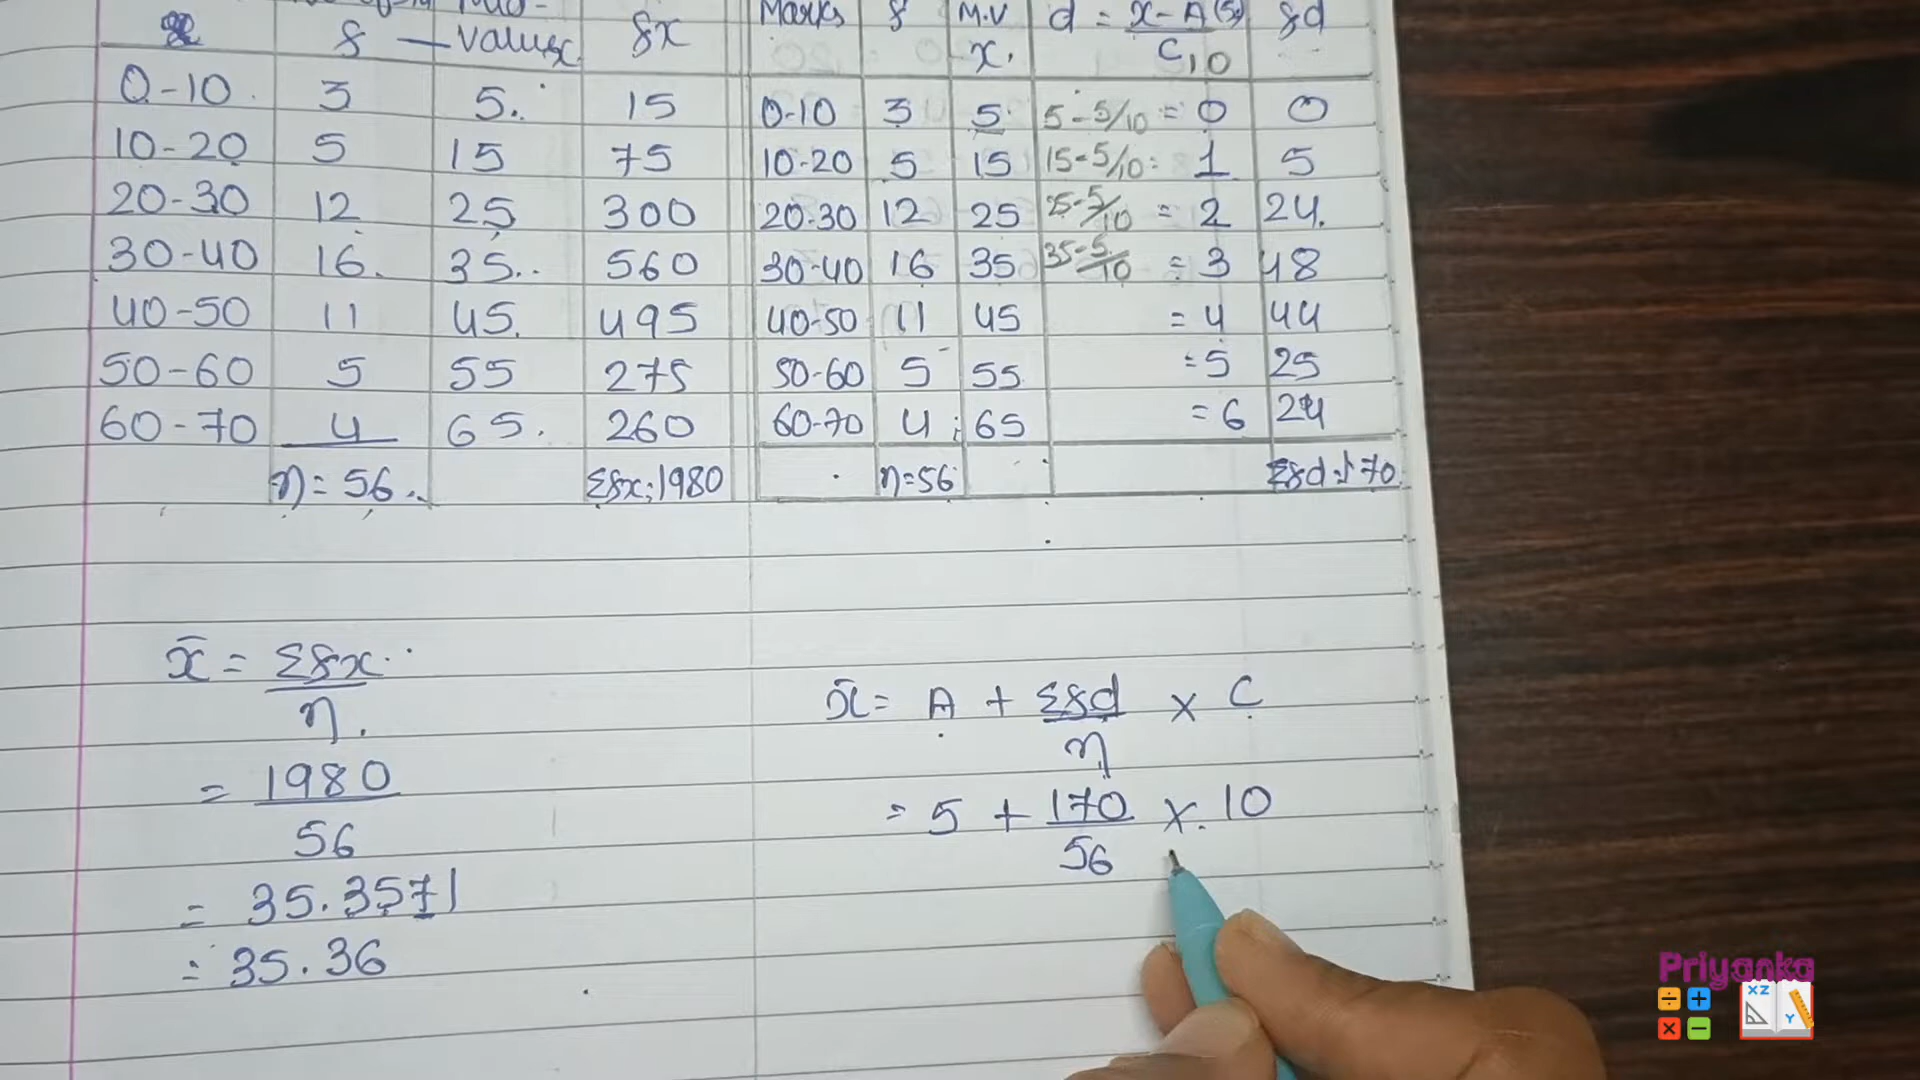 f value x fx
0-10 3 5 15
10-20 5 15 75
20-30 12 25 300
30-40 16 35 560
40-50 11 45 495
50-60 5 55 275
60-70 4 65 260
n = 56 Σfx = 1980
Marks f M.V x. d = x - A(5) / C,10 fd
0-10 3 5 5-5/10 = 0 0
10-20 5 15 15-5/10 = 1 5
20-30 12 25 25-5/10 = 2 24
30-40 16 35 35-5/10 = 3 48
40-50 11 45 = 4 44
50-60 5 55 = 5 25
60-70 4 65 = 6 24
n = 56 Σfd = 170
x̄ = Σfx
n
= 1980
56
= 35.3571
= 35.36
x̄ = A + Σfd × C
n
= 5 + 170 × 10
56
Priyanka
XZ
Y